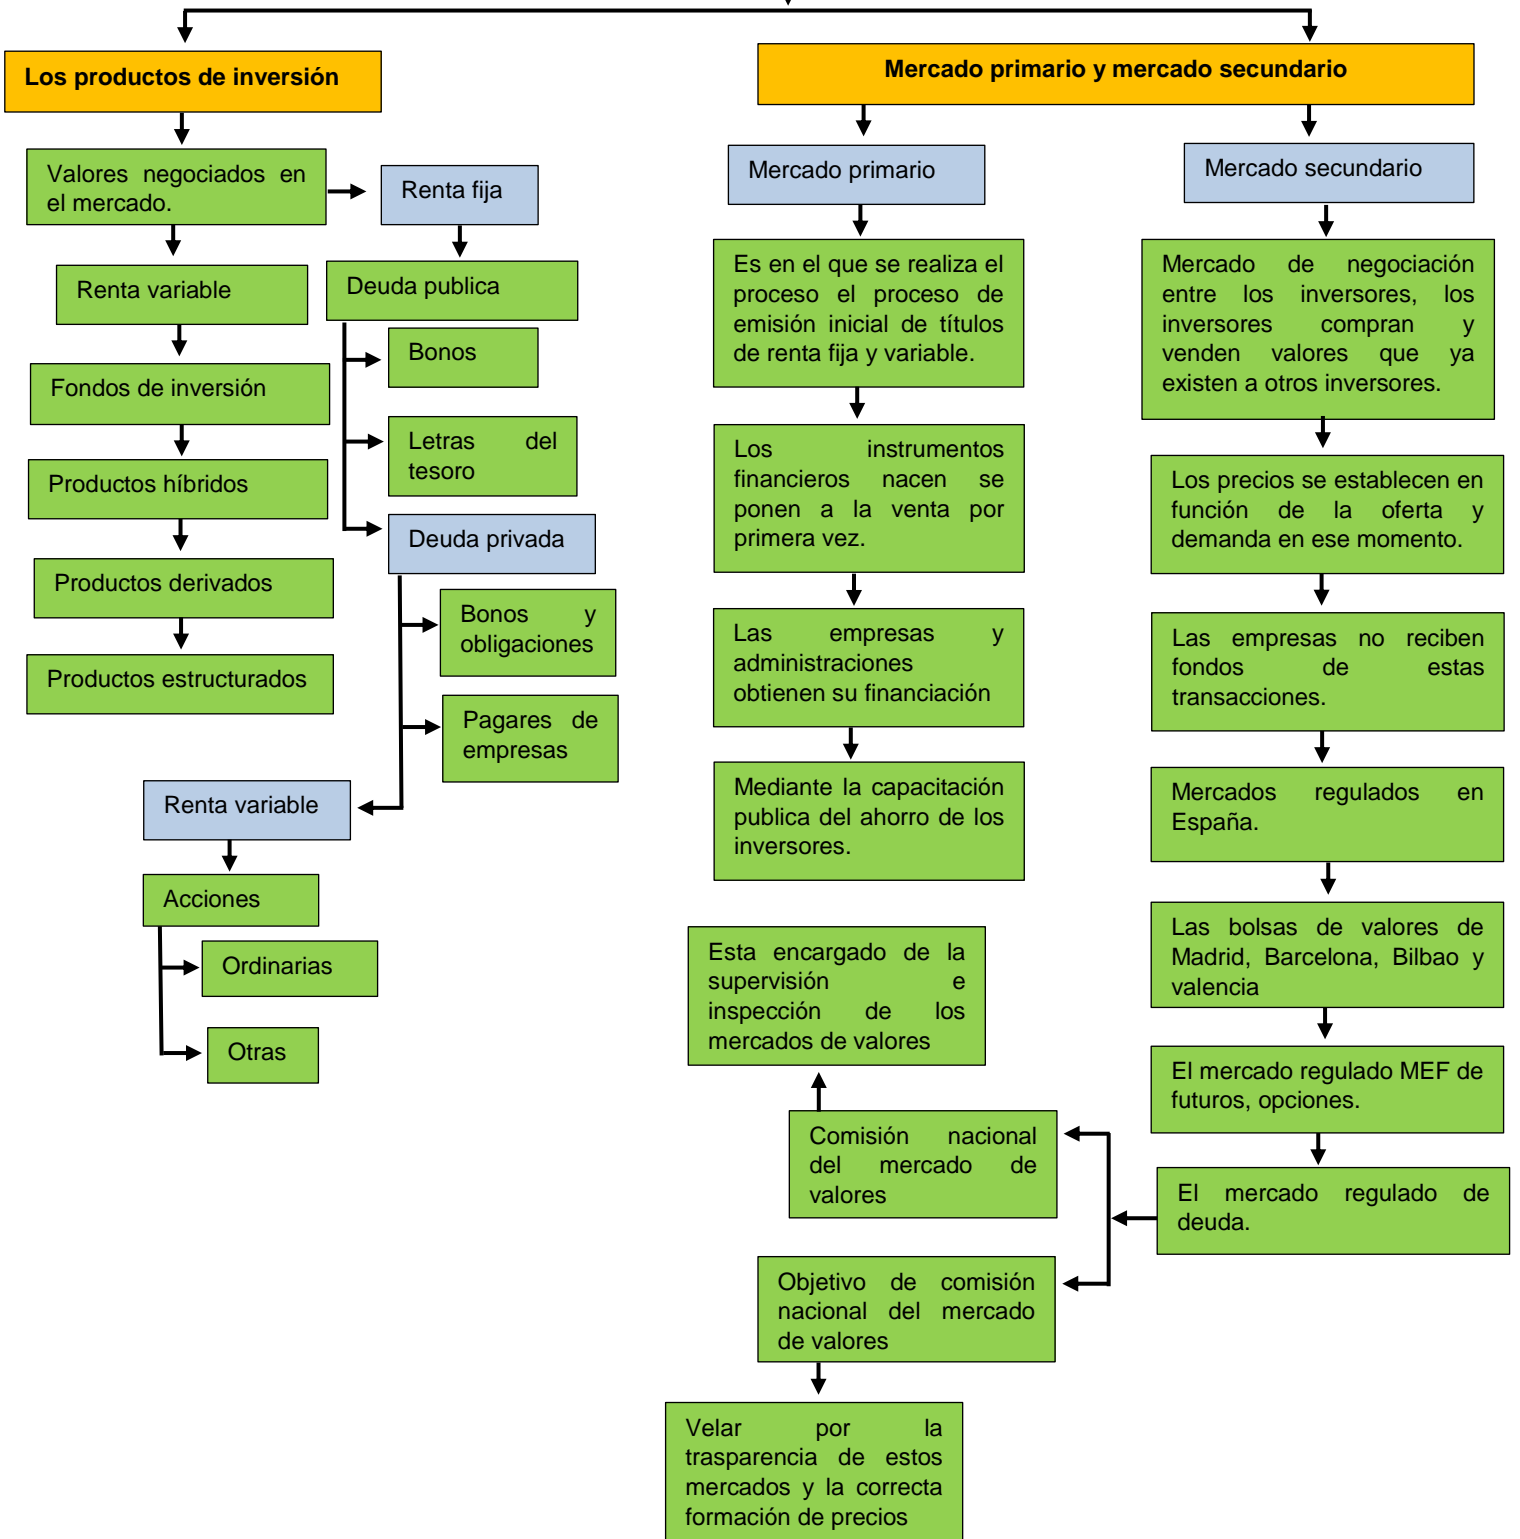 Los productos de inversión
Valores negociados en
el mercado.
Renta fija
Renta variable
Fondos de inversión
Productos híbridos
Productos derivados
Productos estructurados
Deuda publica
Bonos
Letras del
tesoro
Deuda privada
Bonos y
obligaciones
Pagares de
empresas
Renta variable
Acciones
Ordinarias
Otras
Mercado primario y mercado secundario
Mercado primario
Es en el que se realiza el
proceso el proceso de
emisión inicial de títulos
de renta fija y variable.
Los instrumentos
financieros nacen se
ponen a la venta por
primera vez.
Las empresas y
administraciones
obtienen su financiación
Mediante la capacitación
publica del ahorro de los
inversores.
Mercado secundario
Mercado de negociación
entre los inversores, los
inversores compran y
venden valores que ya
existen a otros inversores.
Los precios se establecen en
función de la oferta y
demanda en ese momento.
Las empresas no reciben
fondos de estas
transacciones.
Mercados regulados en
España.
Las bolsas de valores de
Madrid, Barcelona, Bilbao y
valencia
El mercado regulado MEF de
futuros, opciones.
El mercado regulado de
deuda.
Comisión nacional
del mercado de
valores
Esta encargado de la
supervisión e
inspección de los
mercados de valores
Objetivo de comisión
nacional del mercado
de valores
Velar por la
trasparencia de estos
mercados y la correcta
formación de precios